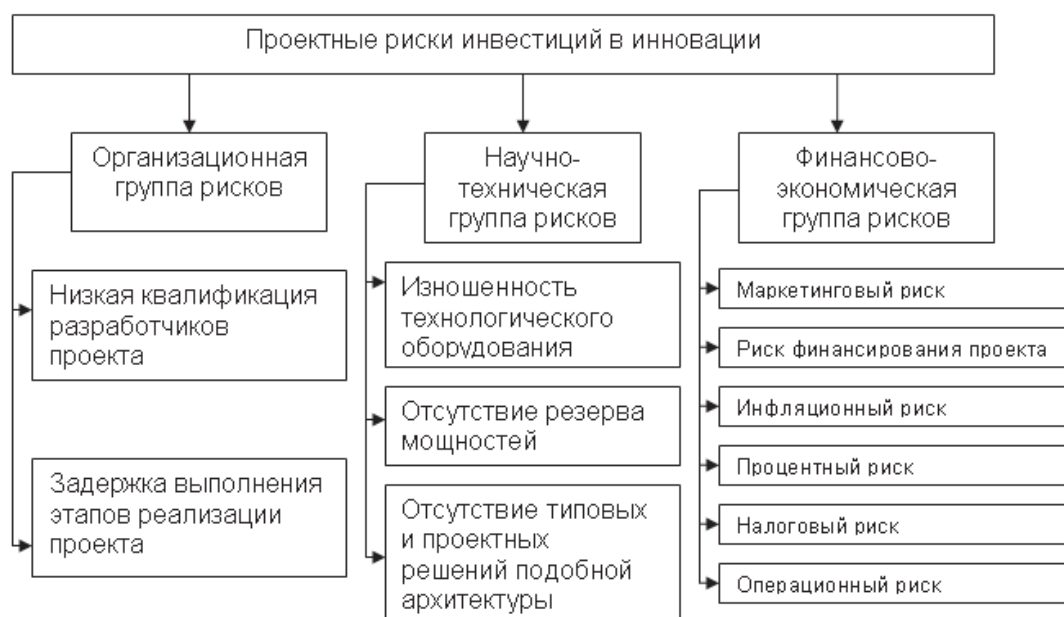 Проектные риски инвестиций в инновации
Организационная
группа рисков
Низкая квалификация
разработчиков
проекта
Задержка выполнения
этапов реализации
проекта
Научно-
техническая
группа рисков
Изношенность
технологического
оборудования
Отсутствие резерва
мощностей
Отсутствие типовых
и проектных
решений подобной
архитектуры
Финансово-
экономическая
группа рисков
Маркетинговый риск
Риск финансирования проекта
Инфляционный риск
Процентный риск
Налоговый риск
Операционный риск